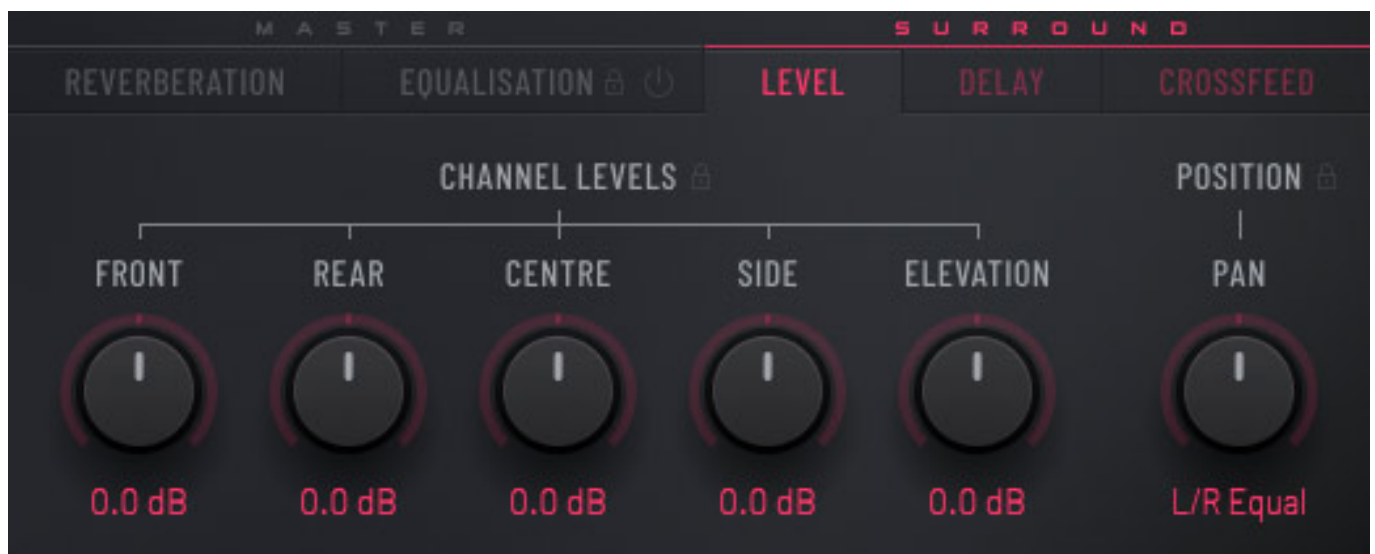 MASTER SURROUND
REVERBERATION EQUALISATION LEVEL DELAY CROSSFEED
CHANNEL LEVELS POSITION
FRONT REAR CENTRE SIDE ELEVATION PAN
0.0 dB 0.0 dB 0.0 dB 0.0 dB 0.0 dB L/R Equal